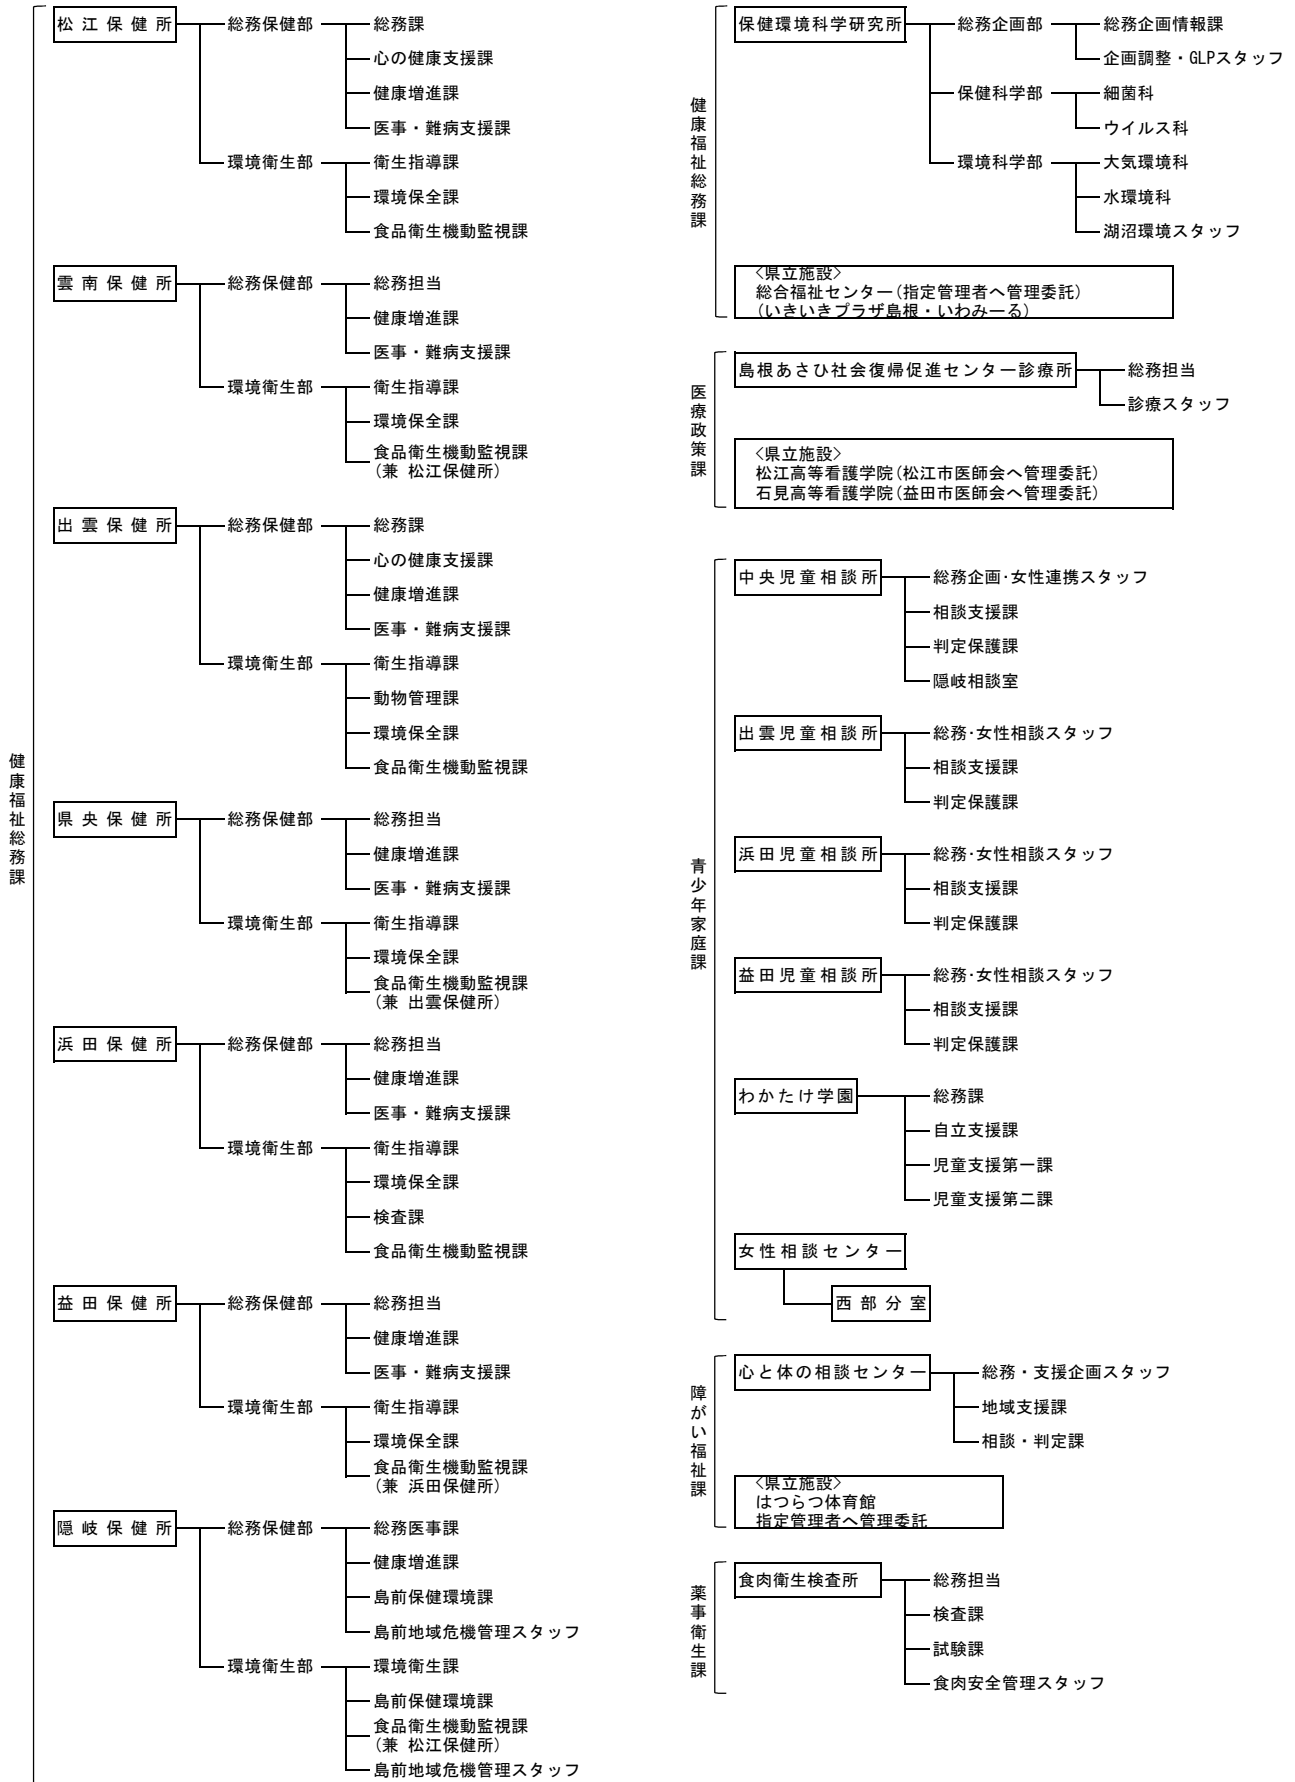 健康福祉総務課
松江保健所
総務保健部
総務課
心の健康支援課
健康増進課
医事・難病支援課
環境衛生部
衛生指導課
環境保全課
食品衛生機動監視課
雲南保健所
総務保健部
総務担当
健康増進課
医事・難病支援課
環境衛生部
衛生指導課
環境保全課
食品衛生機動監視課
(兼 松江保健所)
出雲保健所
総務保健部
総務課
心の健康支援課
健康増進課
医事・難病支援課
環境衛生部
衛生指導課
動物管理課
環境保全課
食品衛生機動監視課
県央保健所
総務保健部
総務担当
健康増進課
医事・難病支援課
環境衛生部
衛生指導課
環境保全課
食品衛生機動監視課
(兼 出雲保健所)
浜田保健所
総務保健部
総務担当
健康増進課
医事・難病支援課
環境衛生部
衛生指導課
環境保全課
検査課
食品衛生機動監視課
益田保健所
総務保健部
総務担当
健康増進課
医事・難病支援課
環境衛生部
衛生指導課
環境保全課
食品衛生機動監視課
(兼 浜田保健所)
隠岐保健所
総務保健部
総務医事課
健康増進課
島前保健環境課
島前地域危機管理スタッフ
環境衛生部
環境衛生課
島前保健環境課
食品衛生機動監視課
(兼 松江保健所)
島前地域危機管理スタッフ
健康福祉総務課
保健環境科学研究所
総務企画部
総務企画情報課
企画調整・GLPスタッフ
保健科学部
細菌科
ウイルス科
環境科学部
大気環境科
水環境科
湖沼環境スタッフ
<県立施設>
総合福祉センター(指定管理者へ管理委託)
(いきいきプラザ島根・いわみーる)
医療政策課
島根あさひ社会復帰促進センター診療所
総務担当
診療スタッフ
<県立施設>
松江高等看護学院(松江市医師会へ管理委託)
石見高等看護学院(益田市医師会へ管理委託)
青少年家庭課
中央児童相談所
総務企画・女性連携スタッフ
相談支援課
判定保護課
隠岐相談室
出雲児童相談所
総務・女性相談スタッフ
相談支援課
判定保護課
浜田児童相談所
総務・女性相談スタッフ
相談支援課
判定保護課
益田児童相談所
総務・女性相談スタッフ
相談支援課
判定保護課
わかたけ学園
総務課
自立支援課
児童支援第一課
児童支援第二課
女性相談センター
西部分室
障がい福祉課
心と体の相談センター
総務・支援企画スタッフ
地域支援課
相談・判定課
<県立施設>
はつらつ体育館
指定管理者へ管理委託
薬事衛生課
食肉衛生検査所
総務担当
検査課
試験課
食肉安全管理スタッフ